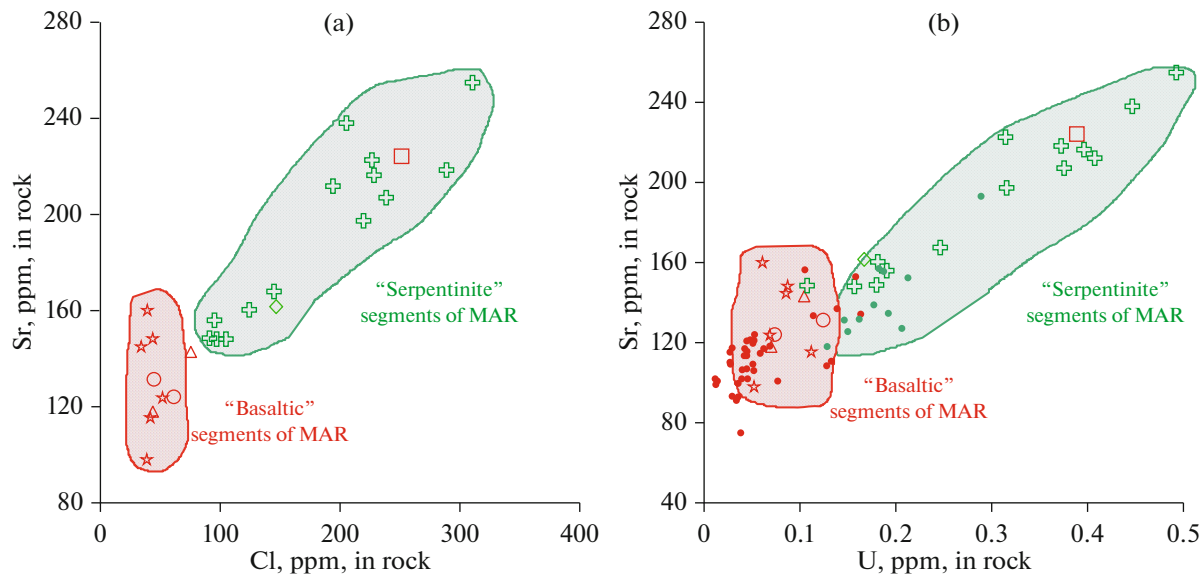 (a)
280
240
200
160
120
80
Sr, ppm, in rock
0
100
200
300
400
Cl, ppm, in rock
“Serpentinite”
segments of MAR
“Basaltic”
segments of MAR
(b)
280
240
200
160
120
80
40
Sr, ppm, in rock
0
0.1
0.2
0.3
0.4
0.5
U, ppm, in rock
“Serpentinite”
segments of MAR
“Basaltic”
segments of MAR